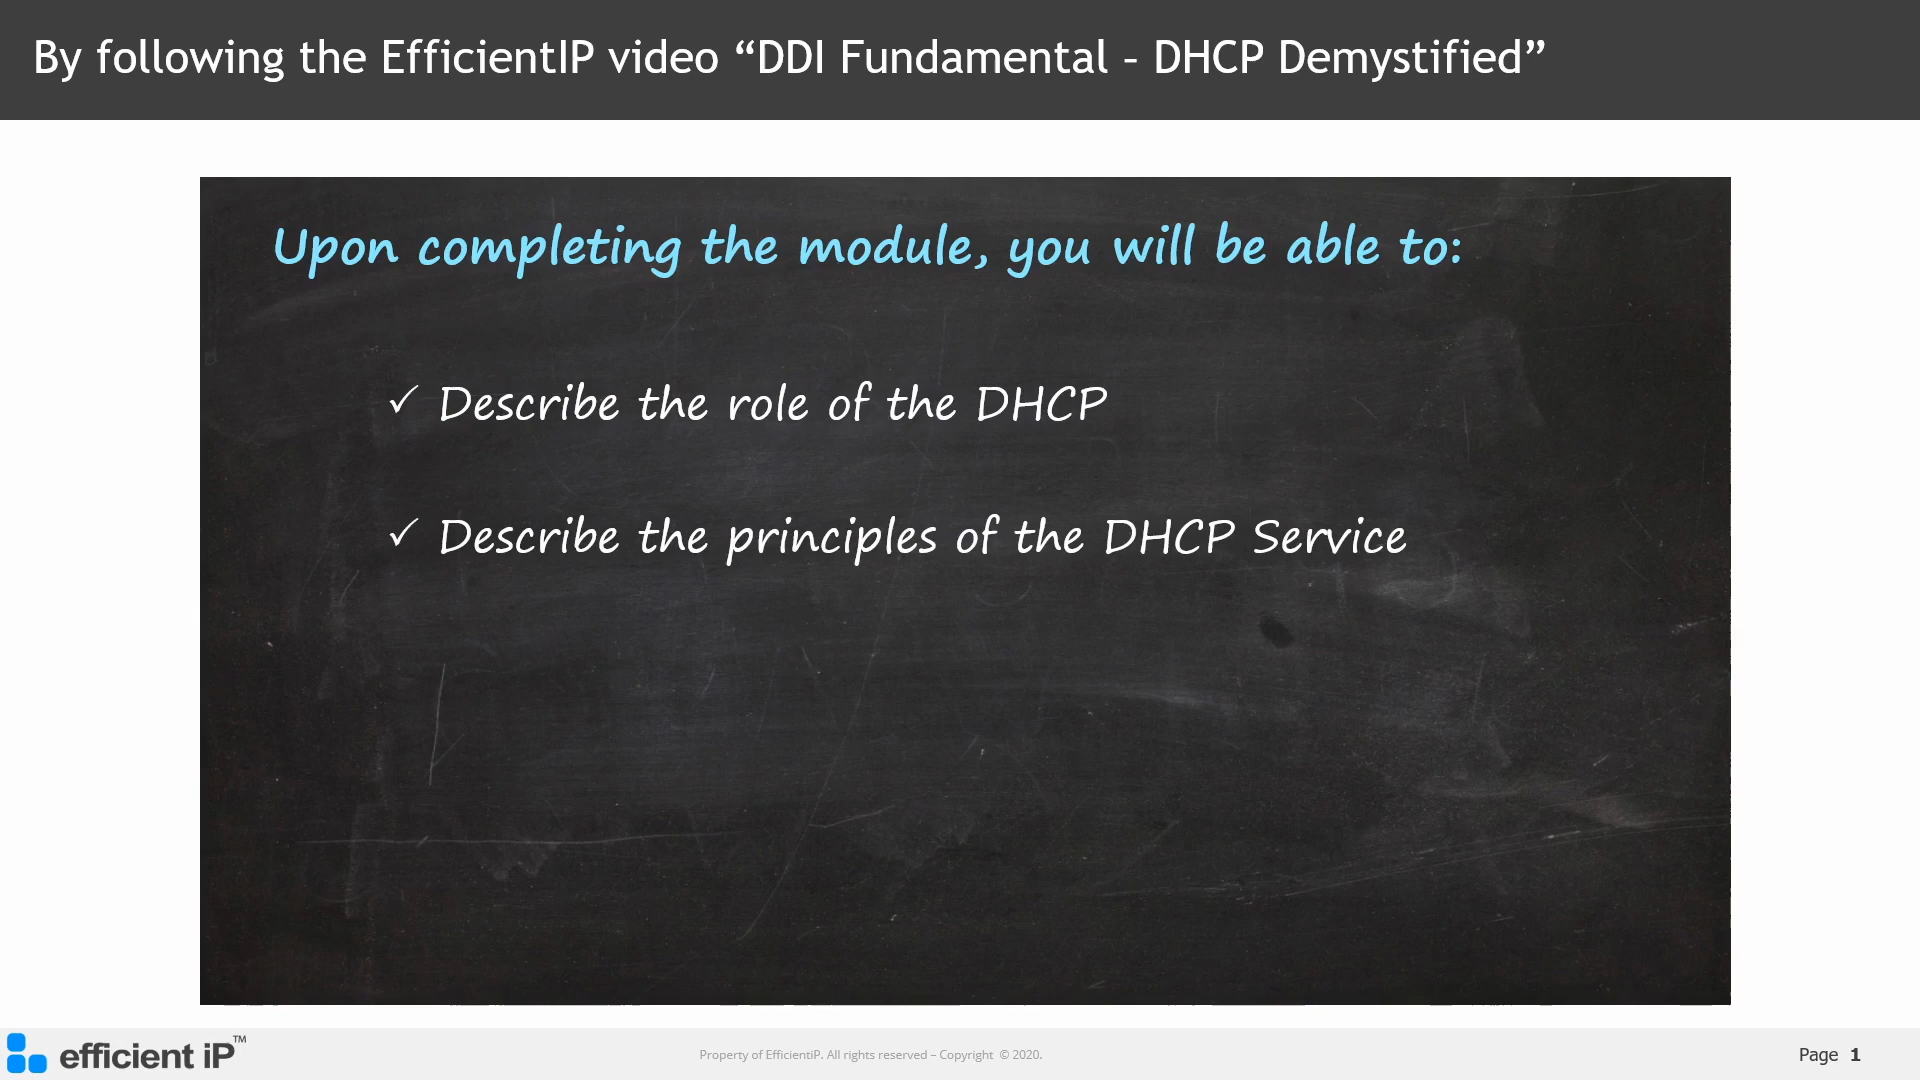 By following the EfficientIP video “DDI Fundamental – DHCP Demystified”
Upon completing the module, you will be able to:
✓ Describe the role of the DHCP
✓ Describe the principles of the DHCP Service
efficient iP™
Property of EfficientiP. All rights reserved – Copyright © 2020.
Page 1